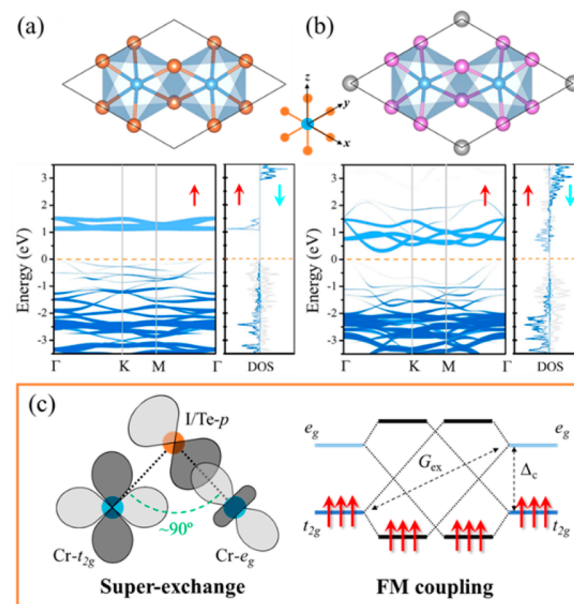 (a)
(b)
z
y
x
Energy (eV)
3
2
1
0
-1
-2
-3
Γ K M Γ DOS
Energy (eV)
3
2
1
0
-1
-2
-3
Γ K M Γ DOS
(c)
I/Te-p
~90°
Cr-t2g
Cr-eg
Super-exchange
eg
eg
Gex
Δc
t2g
t2g
FM coupling